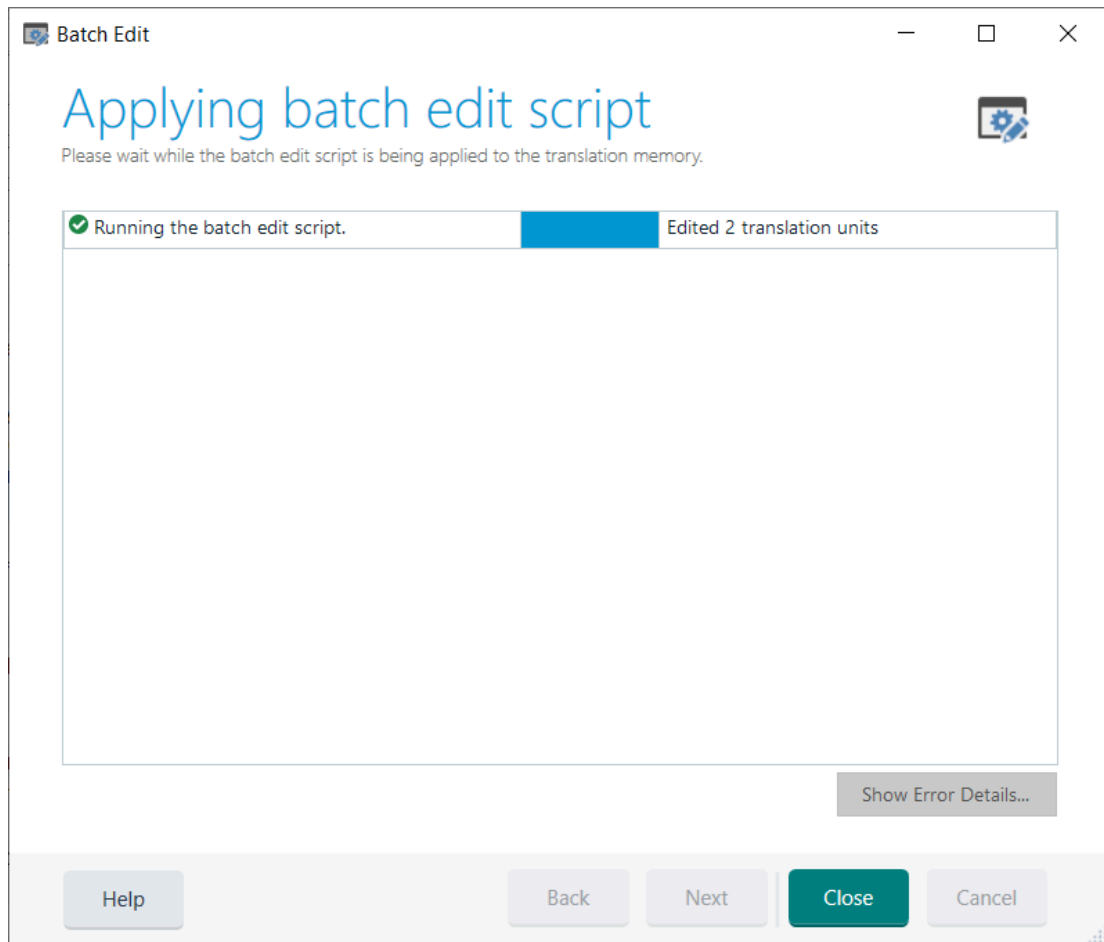 Batch Edit
Applying batch edit script
Please wait while the batch edit script is being applied to the translation memory.
Running the batch edit script. Edited 2 translation units
Show Error Details...
Help Back Next Close Cancel